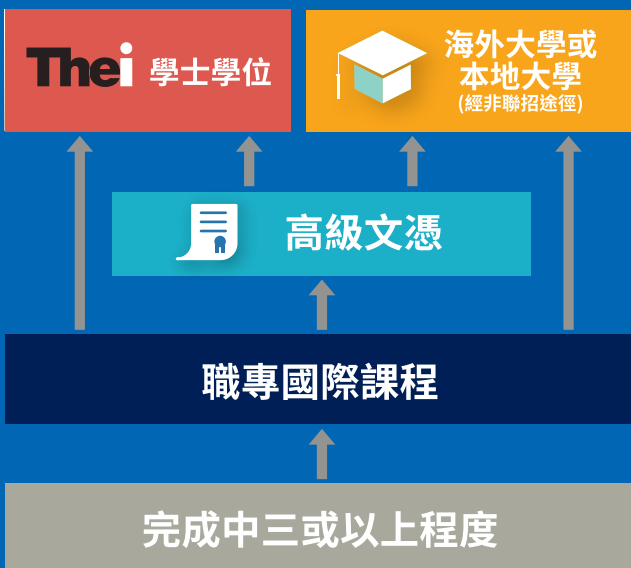 Thei 學士學位
海外大學或
本地大學
(經非聯招途徑)
高級文憑
職專國際課程
完成中三或以上程度